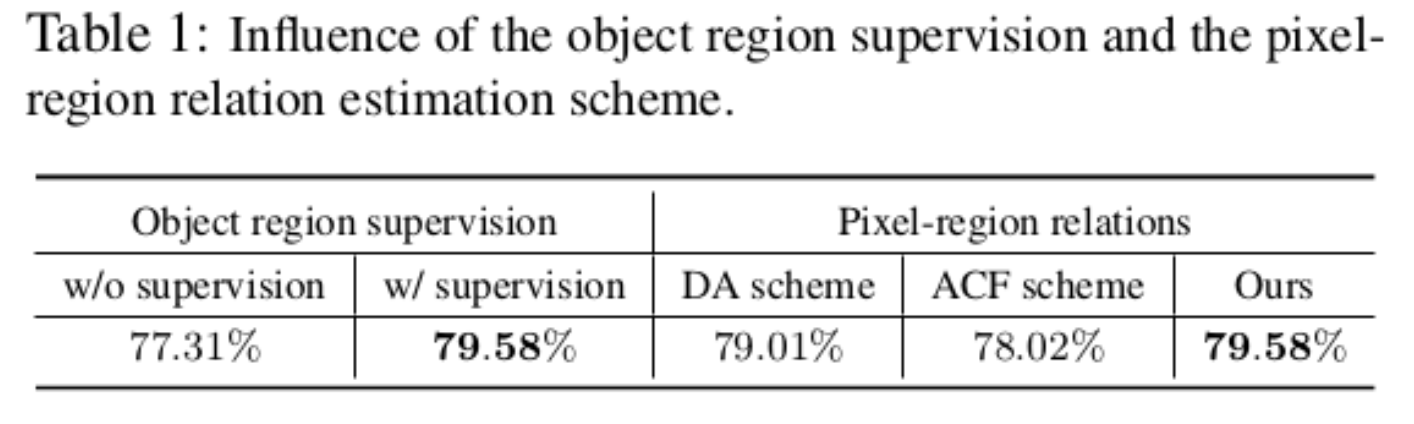 Table 1: Influence of the object region supervision and the pixel-
region relation estimation scheme.
Object region supervision Pixel-region relations
w/o supervision w/ supervision DA scheme ACF scheme Ours
77.31% 79.58% 79.01% 78.02% 79.58%